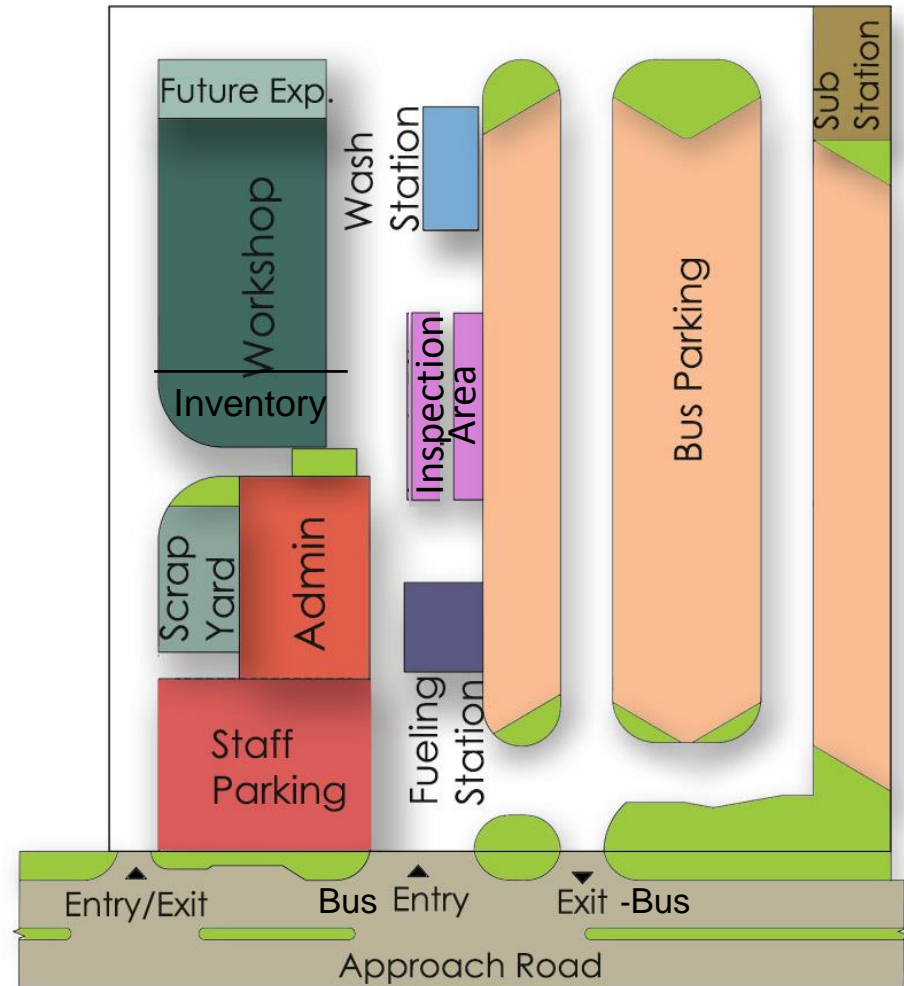 Future Exp.
Sub
Station
Wash
Station
Workshop
Bus Parking
Inventory
Inspection
Area
Scrap
Yard
Admin
Staff
Parking
Fueling
Station
Entry/Exit
Bus Entry
Exit -Bus
Approach Road